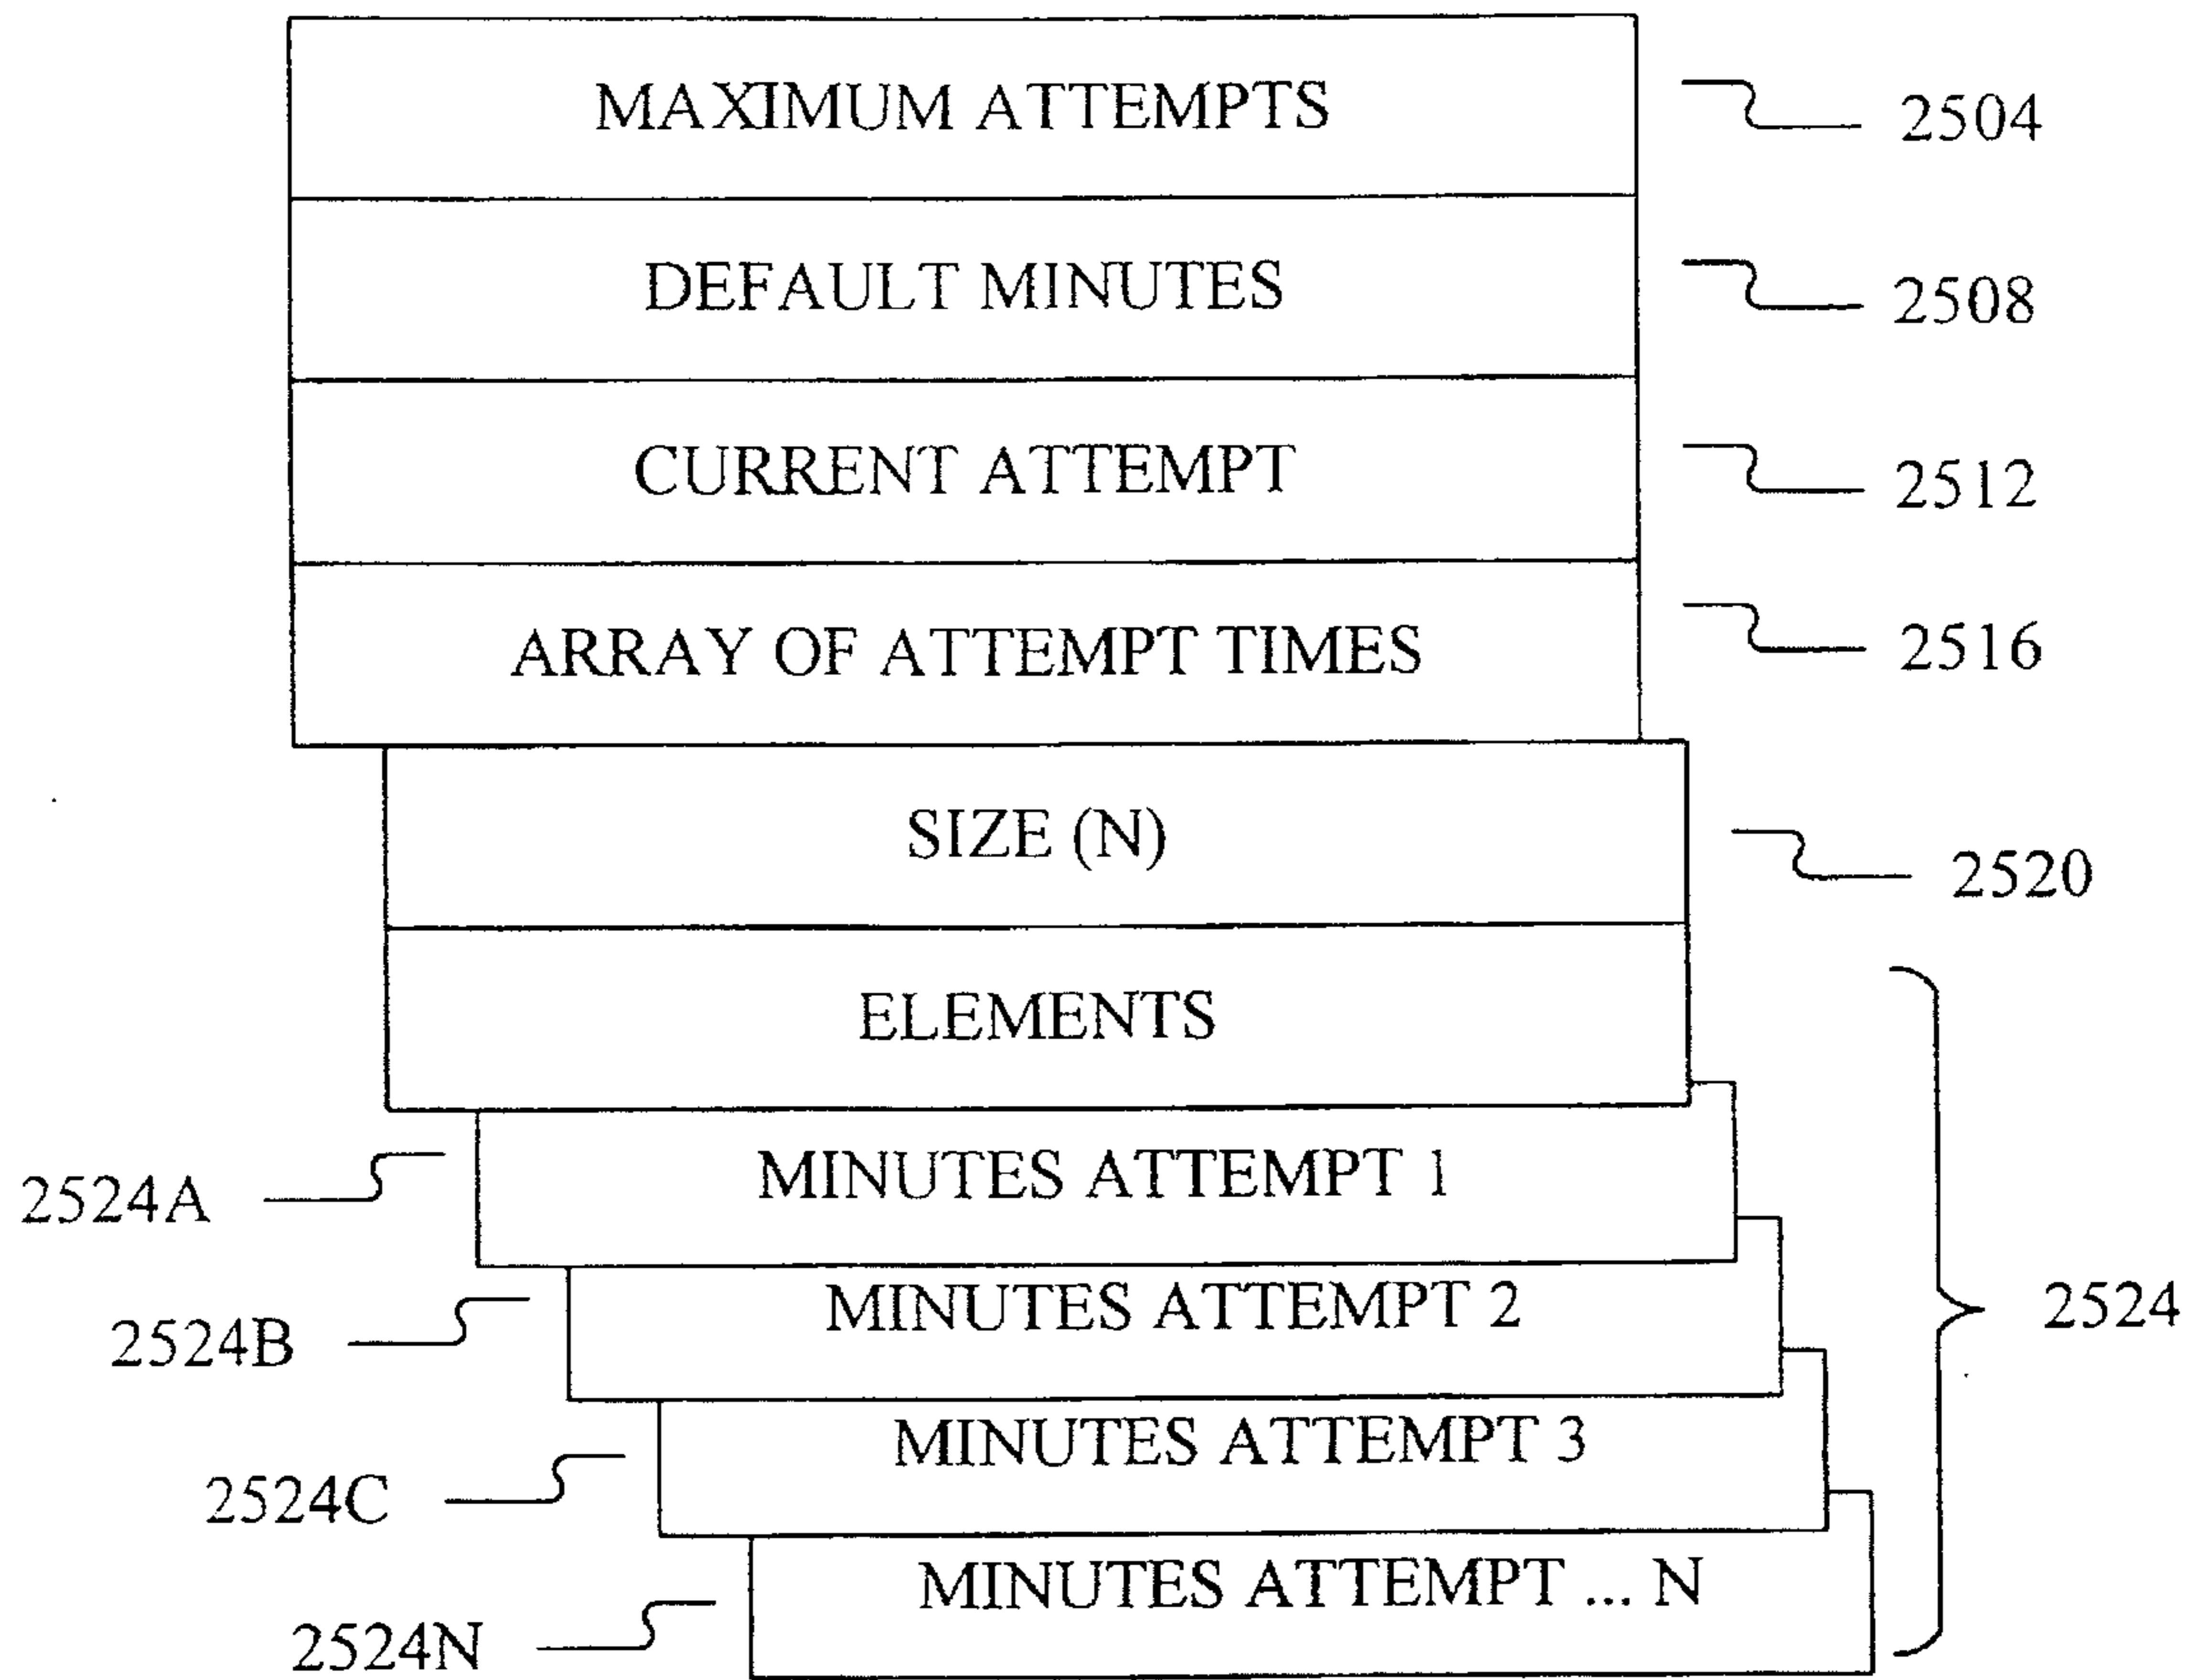 MAXIMUM ATTEMPTS
2504
DEFAULT MINUTES
2508
CURRENT ATTEMPT
2512
ARRAY OF ATTEMPT TIMES
2516
SIZE (N)
2520
ELEMENTS
2524A
MINUTES ATTEMPT 1
2524B
MINUTES ATTEMPT 2
2524
2524C
MINUTES ATTEMPT 3
2524N
MINUTES ATTEMPT ... N